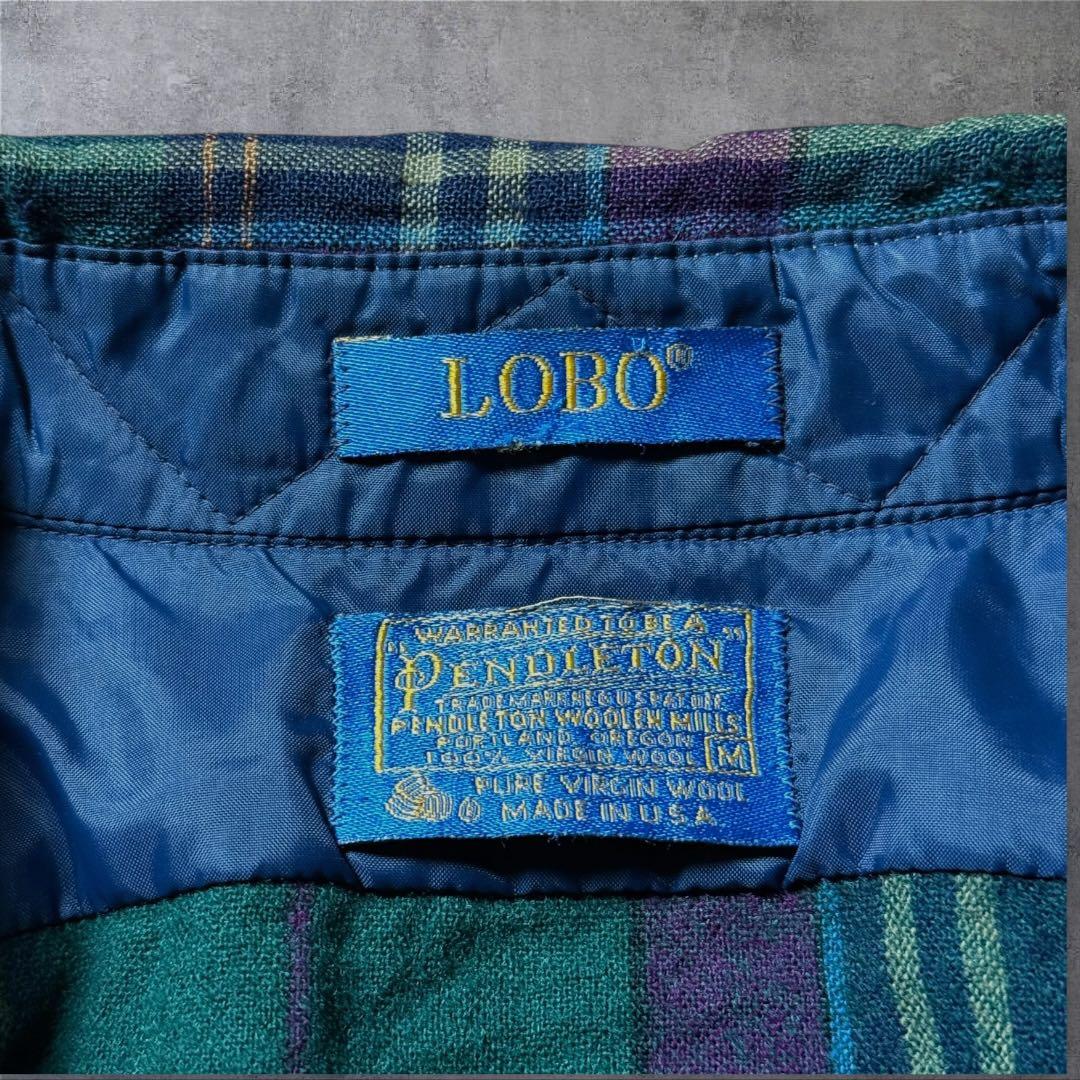 LOBO®
WARRANTED TO BE A
"PENDLETON"
TRADEMARK REG U S PAT OFF
PENDLETON WOOLEN MILLS
PORTLAND, OREGON
100% VIRGIN WOOL M
PURE VIRGIN WOOL
® MADE IN U.S.A.